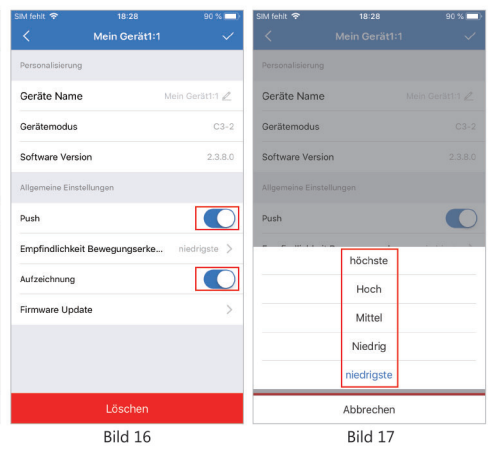 SIM fehlt 18:28 90 %
Mein Gerät1:1
Personalisierung
Geräte Name Mein Gerät1:1
Gerätemodus C3-2
Software Version 2.3.8.0
Allgemeine Einstellungen
Push
Empfindlichkeit Bewegungserke... niedrigste
Aufzeichnung
Firmware Update
Löschen
Bild 16
SIM fehlt 18:28 90 %
Mein Gerät1:1
Personalisierung
Geräte Name Mein Gerät1:1
Gerätemodus C3-2
Software Version 2.3.8.0
Allgemeine Einstellungen
Push
höchste
Hoch
Mittel
Niedrig
niedrigste
Abbrechen
Bild 17